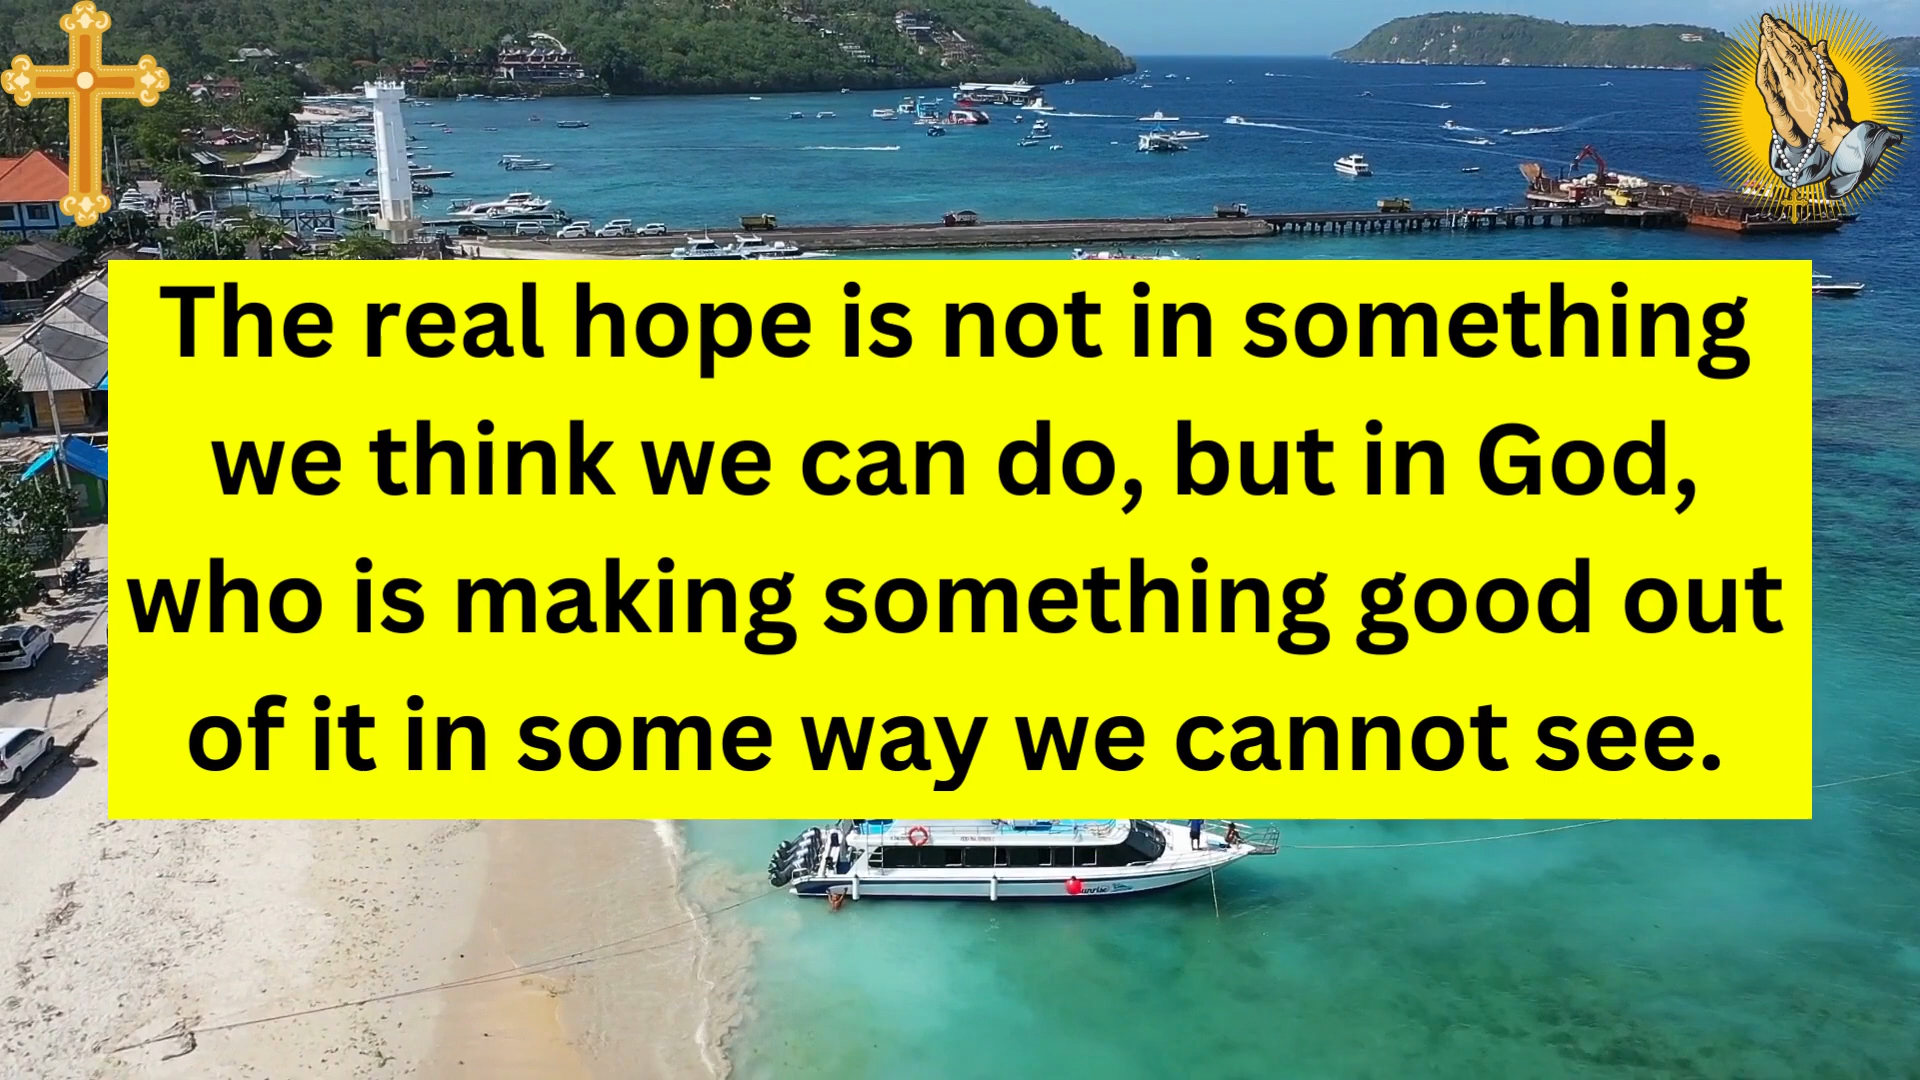 The real hope is not in something
we think we can do, but in God,
who is making something good out
of it in some way we cannot see.